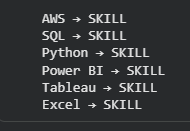 AWS → SKILL
SQL → SKILL
Python → SKILL
Power BI → SKILL
Tableau → SKILL
Excel → SKILL